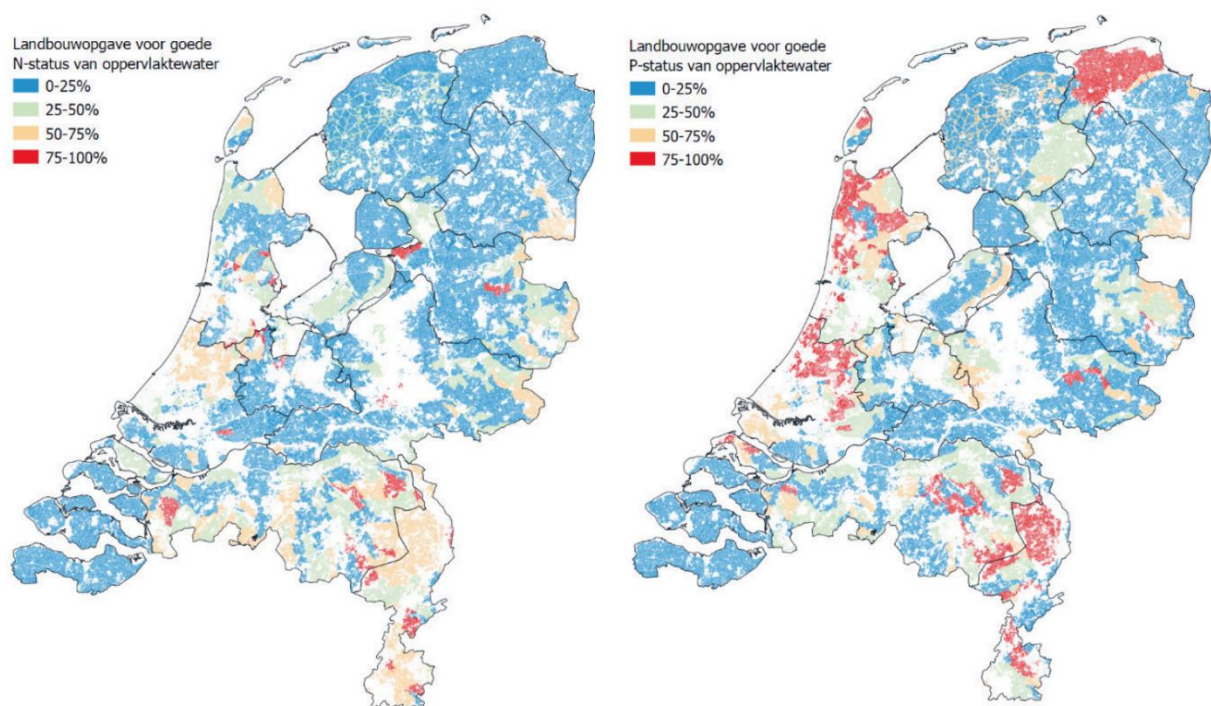 Landbouwopgave voor goede
N-status van oppervlaktewater
0-25%
25-50%
50-75%
75-100%
Landbouwopgave voor goede
P-status van oppervlaktewater
0-25%
25-50%
50-75%
75-100%